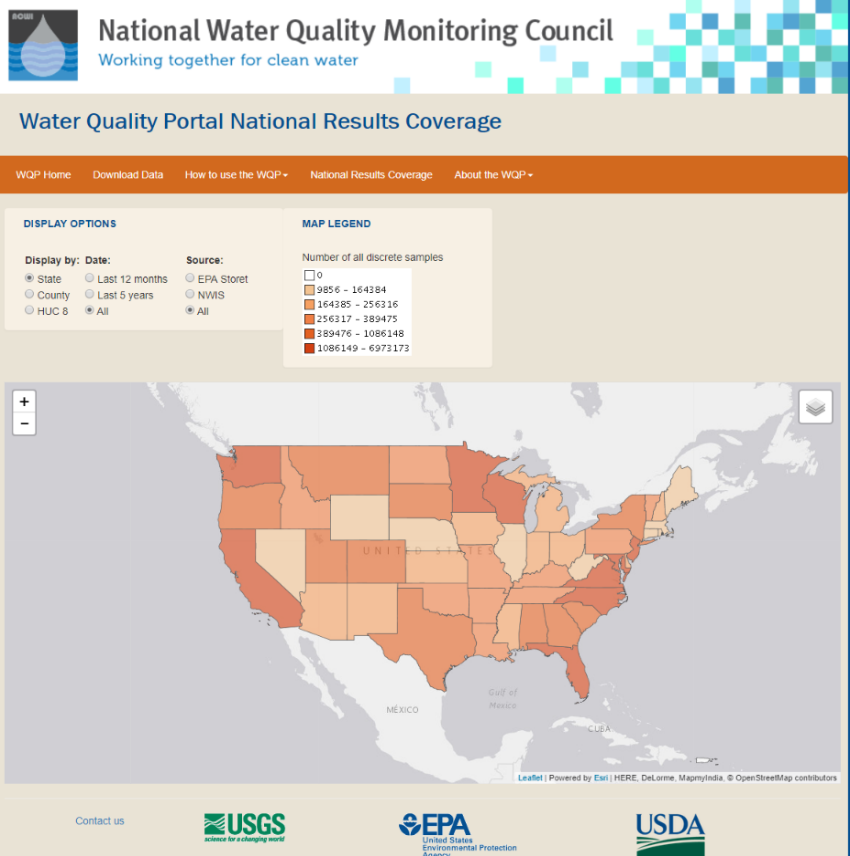 NQWI
National Water Quality Monitoring Council
Working together for clean water
Water Quality Portal National Results Coverage
WQP Home Download Data How to use the WQP National Results Coverage About the WQP
DISPLAY OPTIONS
Display by: Date: Source:
State Last 12 months EPA Storet
County Last 5 years NWIS
HUC 8 All All
MAP LEGEND
Number of all discrete samples
0
9856 - 164384
164385 - 256316
256317 - 389475
389476 - 1086148
1086149 - 6973173
+
−
UNITED STATES
Gulf of
Mexico
MÉXICO
CUBA
Leaflet | Powered by Esri | HERE, DeLorme, MapmyIndia, © OpenStreetMap contributors
Contact us
USGS
science for a changing world
EPA
United States
Environmental Protection
Agency
USDA